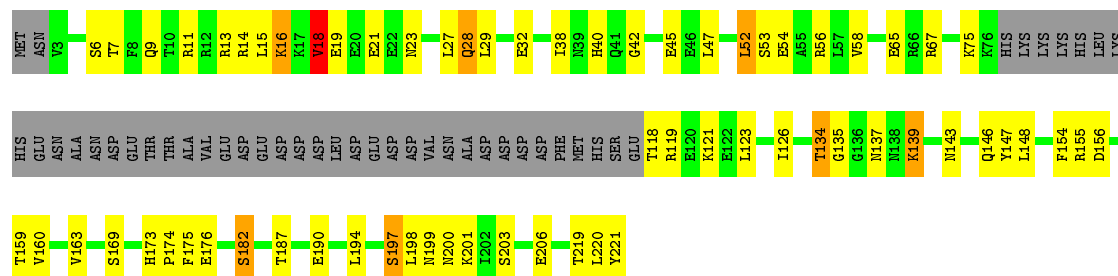 MET ASN V3 S6 T7 F8 Q9 T10 R11 R12 R13 R14 L15 K16 K17 V18 E19 E20 E21 E22 N23 L27 Q28 L29 E32 I38 N39 H40 Q41 G42 E45 E46 L47 L52 S53 E54 A55 R56 L57 V58 E65 R66 R67 K75 K76 HIS LYS LYS LYS LYS HIS LEU LYS
HIS GLU ASN ALA ASN ASP GLU THR THR ALA VAL GLU ASP GLU ASP ASP ASP LEU ASP GLU ASP ASP VAL ASN ALA ASP ASP ASP ASP PHE MET HIS SER GLU T118 R119 E120 K121 E122 L123 I126 T134 G135 G136 N137 N138 K139 N143 Q146 Y147 L148 F154 R155 D156
T159 V160 V163 S169 H173 P174 F175 E176 S182 T187 E190 L194 S197 L198 N199 N200 K201 I202 S203 E206 T219 L220 Y221